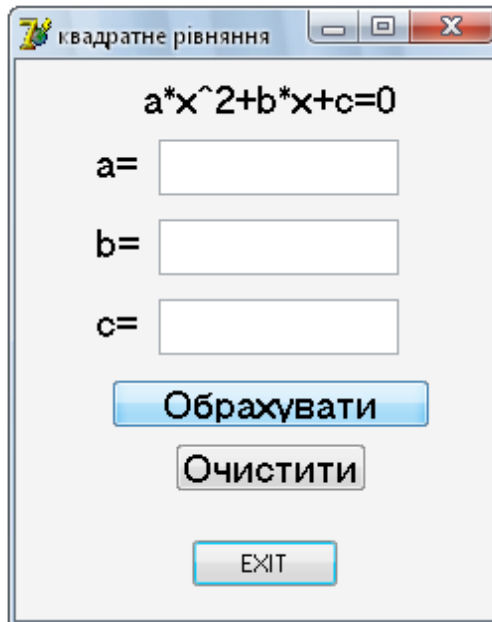 квадратне рівняння
a*x^2+b*x+c=0
a=
b=
c=
Обрахувати
Очистити
EXIT